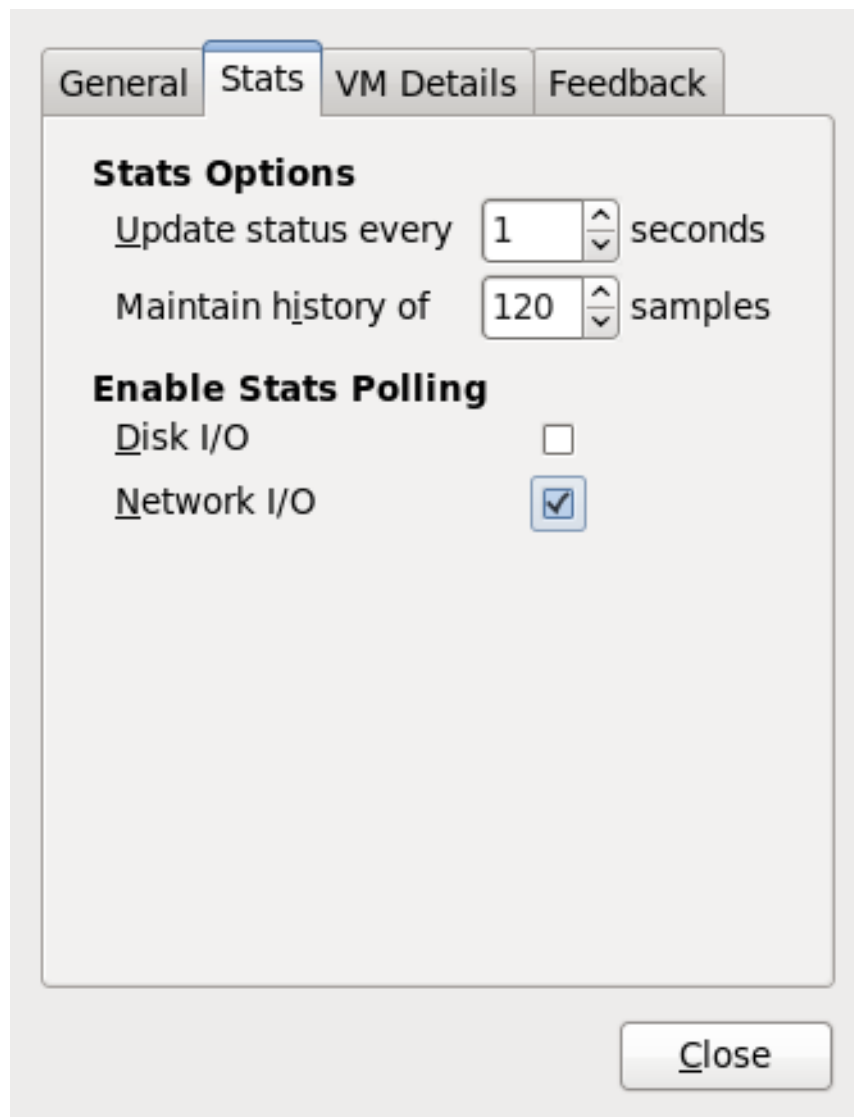 General Stats VM Details Feedback
Stats Options
Update status every 1 seconds
Maintain history of 120 samples
Enable Stats Polling
Disk I/O
Network I/O
Close